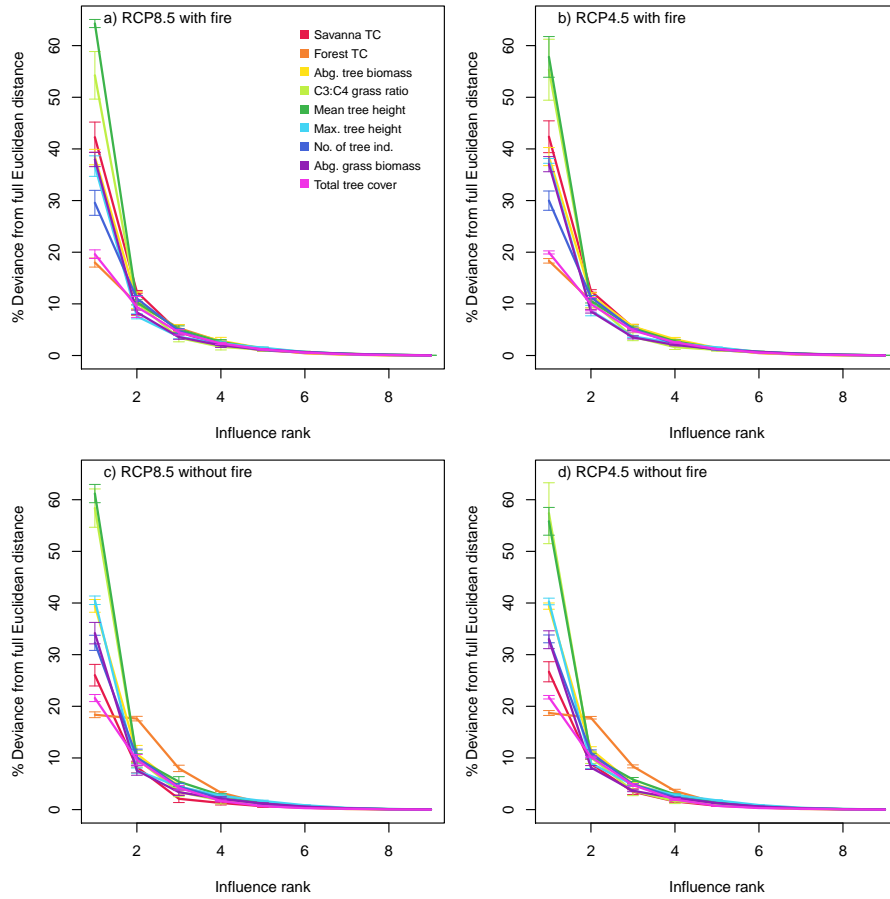 a) RCP8.5 with fire
Savanna TC
Forest TC
Abg. tree biomass
C3:C4 grass ratio
Mean tree height
Max. tree height
No. of tree ind.
Abg. grass biomass
Total tree cover
% Deviance from full Euclidean distance
60
50
40
30
20
10
0
2 4 6 8
Influence rank
b) RCP4.5 with fire
% Deviance from full Euclidean distance
60
50
40
30
20
10
0
2 4 6 8
Influence rank
c) RCP8.5 without fire
% Deviance from full Euclidean distance
60
50
40
30
20
10
0
2 4 6 8
Influence rank
d) RCP4.5 without fire
% Deviance from full Euclidean distance
60
50
40
30
20
10
0
2 4 6 8
Influence rank